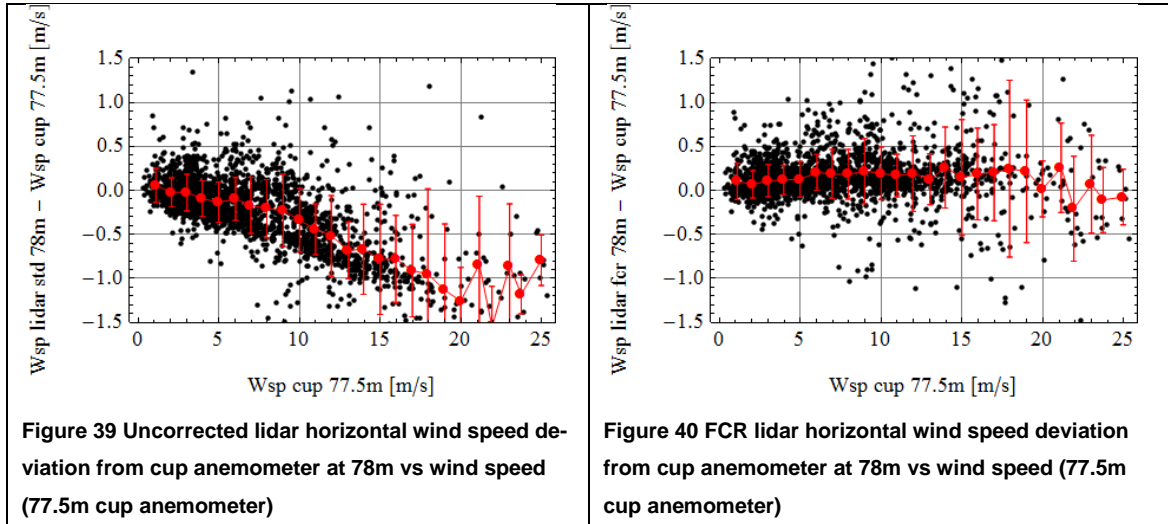 Wsp lidar std 78m − Wsp cup 77.5m [m/s]
1.5
1.0
0.5
0.0
−0.5
−1.0
−1.5
0 5 10 15 20 25
Wsp cup 77.5m [m/s]
Figure 39 Uncorrected lidar horizontal wind speed de-
viation from cup anemometer at 78m vs wind speed
(77.5m cup anemometer)
Wsp lidar fcr 78m − Wsp cup 77.5m [m/s]
1.5
1.0
0.5
0.0
−0.5
−1.0
−1.5
0 5 10 15 20 25
Wsp cup 77.5m [m/s]
Figure 40 FCR lidar horizontal wind speed deviation
from cup anemometer at 78m vs wind speed (77.5m
cup anemometer)